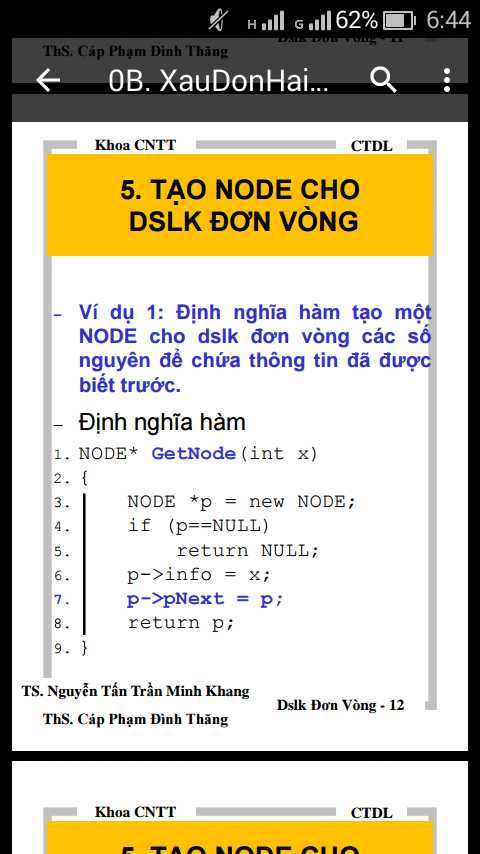 H G 62% 6:44
Dslk Đơn Vòng - 11
ThS. Cáp Phạm Đình Thăng
0B. XauDonHai...
Khoa CNTT CTDL
5. TẠO NODE CHO
DSLK ĐƠN VÒNG
– Ví dụ 1: Định nghĩa hàm tạo một
NODE cho dslk đơn vòng các số
nguyên để chứa thông tin đã được
biết trước.
– Định nghĩa hàm
1. NODE* GetNode(int x)
2. {
3. NODE *p = new NODE;
4. if (p==NULL)
5. return NULL;
6. p->info = x;
7. p->pNext = p;
8. return p;
9. }
TS. Nguyễn Tấn Trần Minh Khang
Dslk Đơn Vòng - 12
ThS. Cáp Phạm Đình Thăng
Khoa CNTT CTDL
5. TẠO NODE CHO